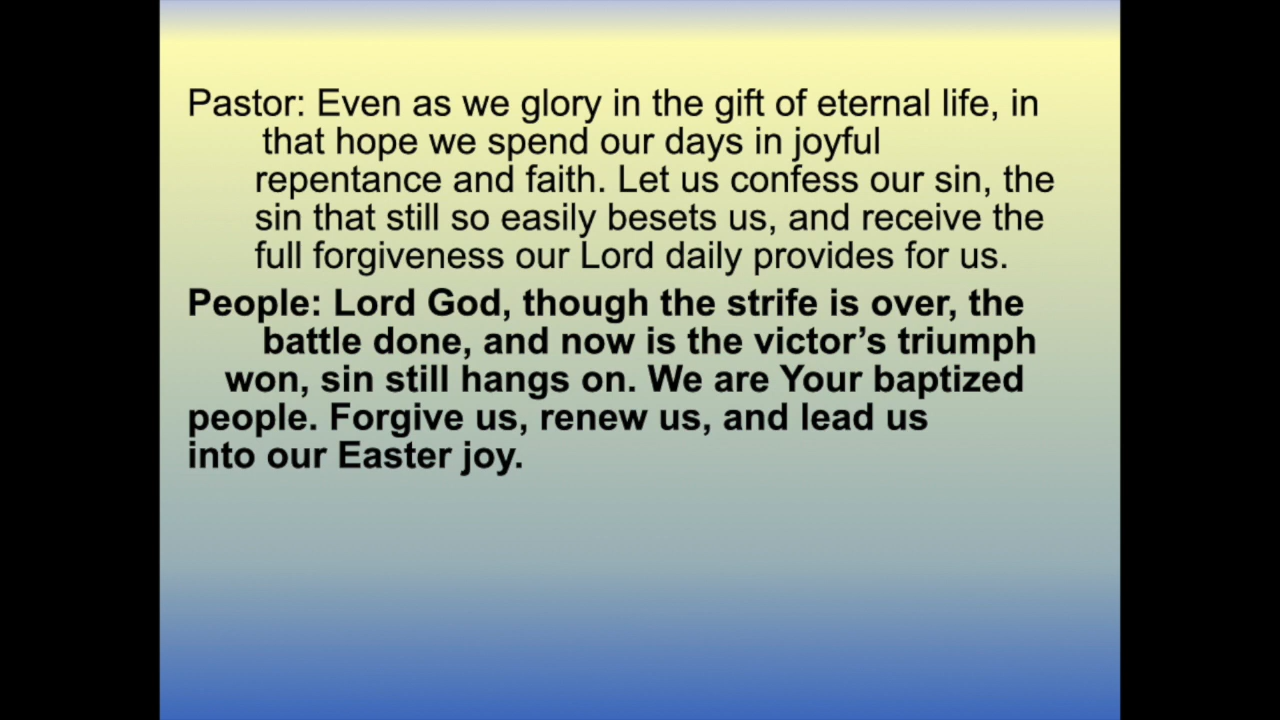 Pastor: Even as we glory in the gift of eternal life, in
that hope we spend our days in joyful
repentance and faith. Let us confess our sin, the
sin that still so easily besets us, and receive the
full forgiveness our Lord daily provides for us.
People: Lord God, though the strife is over, the
battle done, and now is the victor’s triumph
won, sin still hangs on. We are Your baptized
people. Forgive us, renew us, and lead us
into our Easter joy.